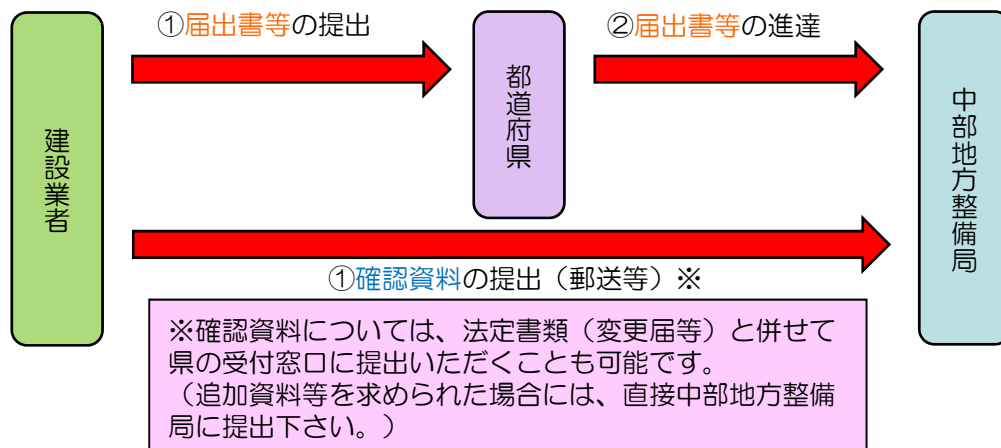 ①届出書等の提出
②届出書等の進達
建設業者
都道府県
中部地方整備局
①確認資料の提出（郵送等）※
※確認資料については、法定書類（変更届等）と併せて
県の受付窓口に提出いただくことも可能です。
（追加資料等を求められた場合には、直接中部地方整備
局に提出下さい。）